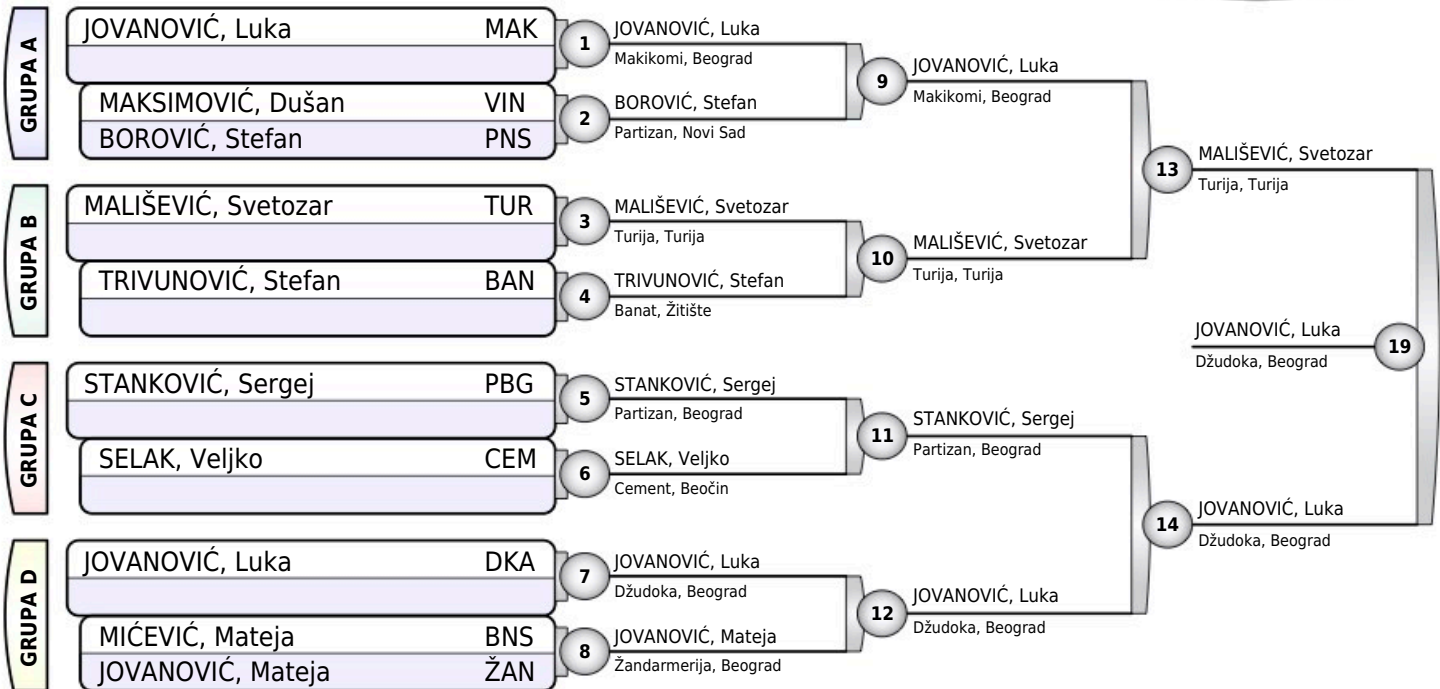 GRUPA A
JOVANOVIĆ, Luka MAK
MAKSIMOVIĆ, Dušan VIN
BOROVIĆ, Stefan PNS
GRUPA B
MALIŠEVIĆ, Svetozar TUR
TRIVUNOVIĆ, Stefan BAN
GRUPA C
STANKOVIĆ, Sergej PBG
SELAK, Veljko CEM
GRUPA D
JOVANOVIĆ, Luka DKA
MIĆEVIĆ, Mateja BNS
JOVANOVIĆ, Mateja ŽAN
1
JOVANOVIĆ, Luka
Makikomi, Beograd
2
BOROVIĆ, Stefan
Partizan, Novi Sad
3
MALIŠEVIĆ, Svetozar
Turija, Turija
4
TRIVUNOVIĆ, Stefan
Banat, Žitište
5
STANKOVIĆ, Sergej
Partizan, Beograd
6
SELAK, Veljko
Cement, Beočin
7
JOVANOVIĆ, Luka
Džudoka, Beograd
8
JOVANOVIĆ, Mateja
Žandarmerija, Beograd
9
JOVANOVIĆ, Luka
Makikomi, Beograd
10
MALIŠEVIĆ, Svetozar
Turija, Turija
11
STANKOVIĆ, Sergej
Partizan, Beograd
12
JOVANOVIĆ, Luka
Džudoka, Beograd
13
MALIŠEVIĆ, Svetozar
Turija, Turija
14
JOVANOVIĆ, Luka
Džudoka, Beograd
JOVANOVIĆ, Luka
Džudoka, Beograd
19